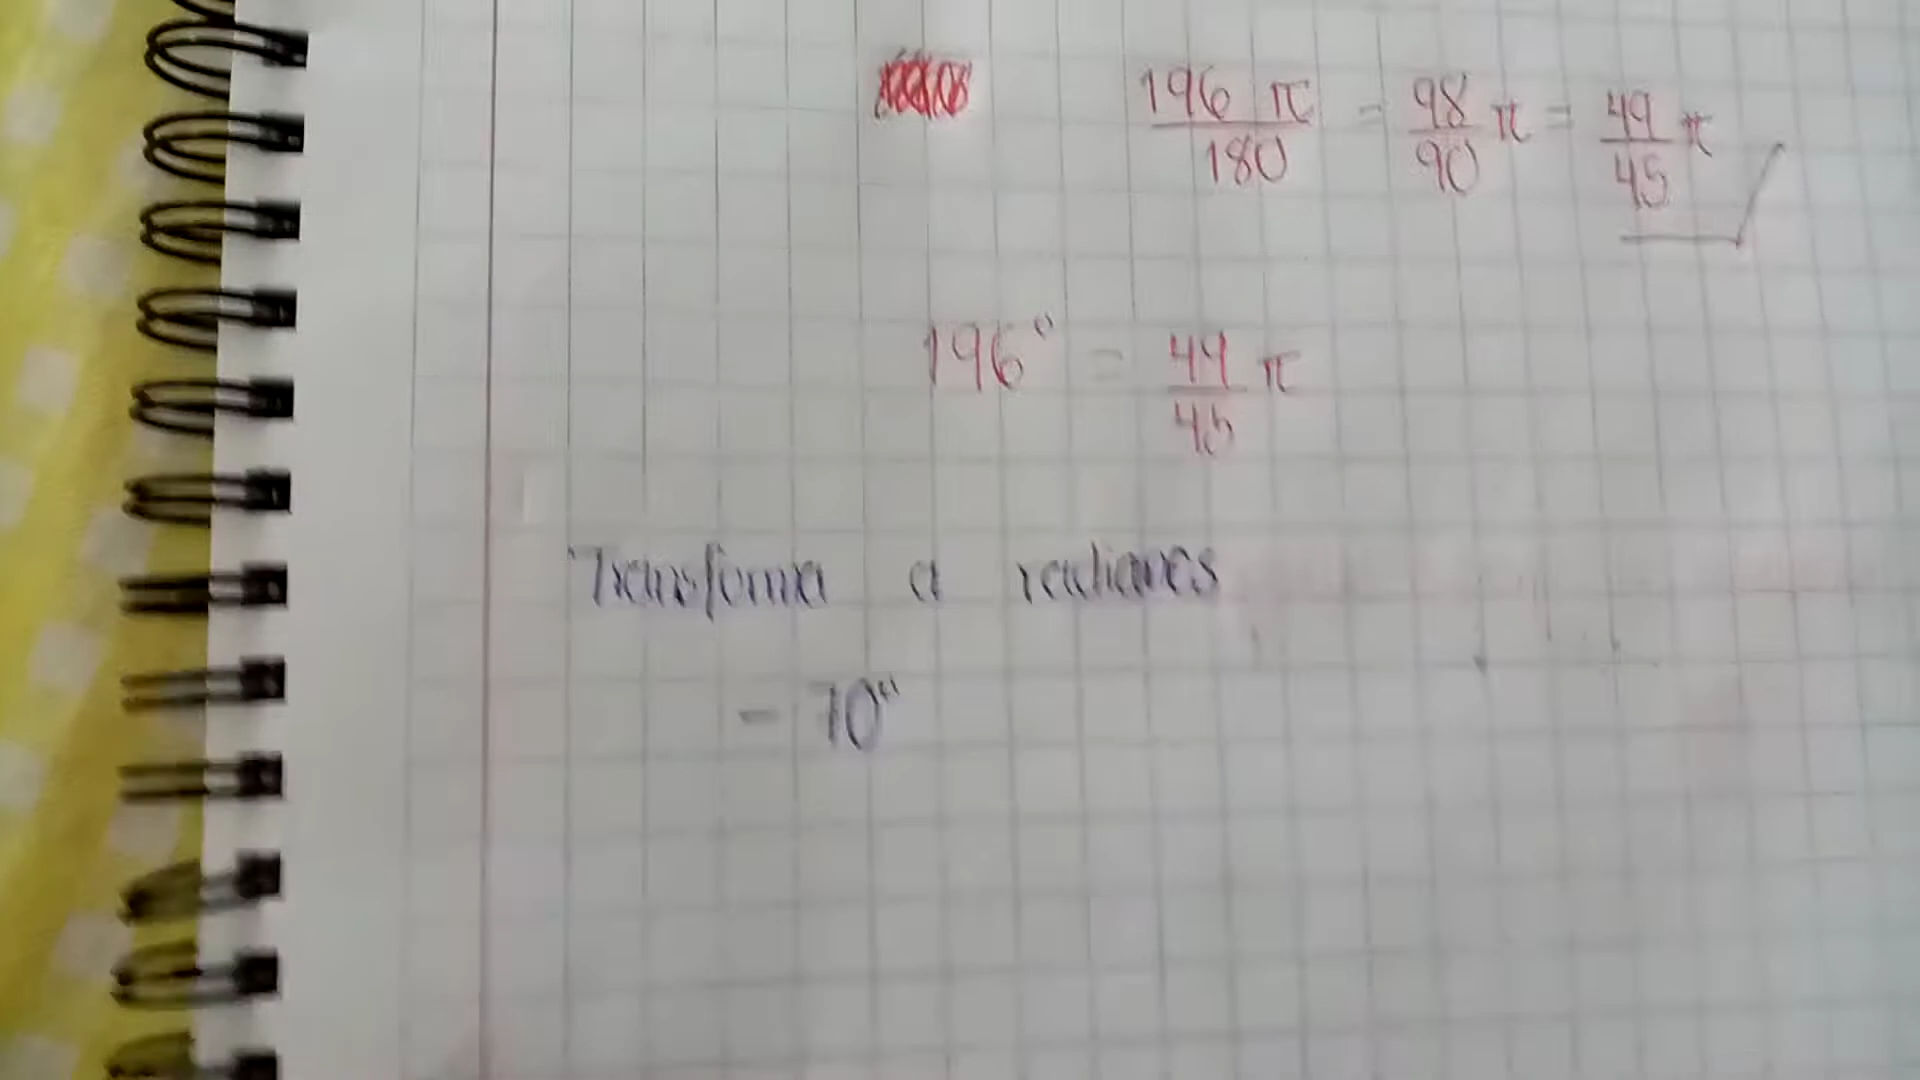 196 π / 180 = 98/90 π = 49/45 π
196° = 49/45 π
Transforma a radianes
- 70°